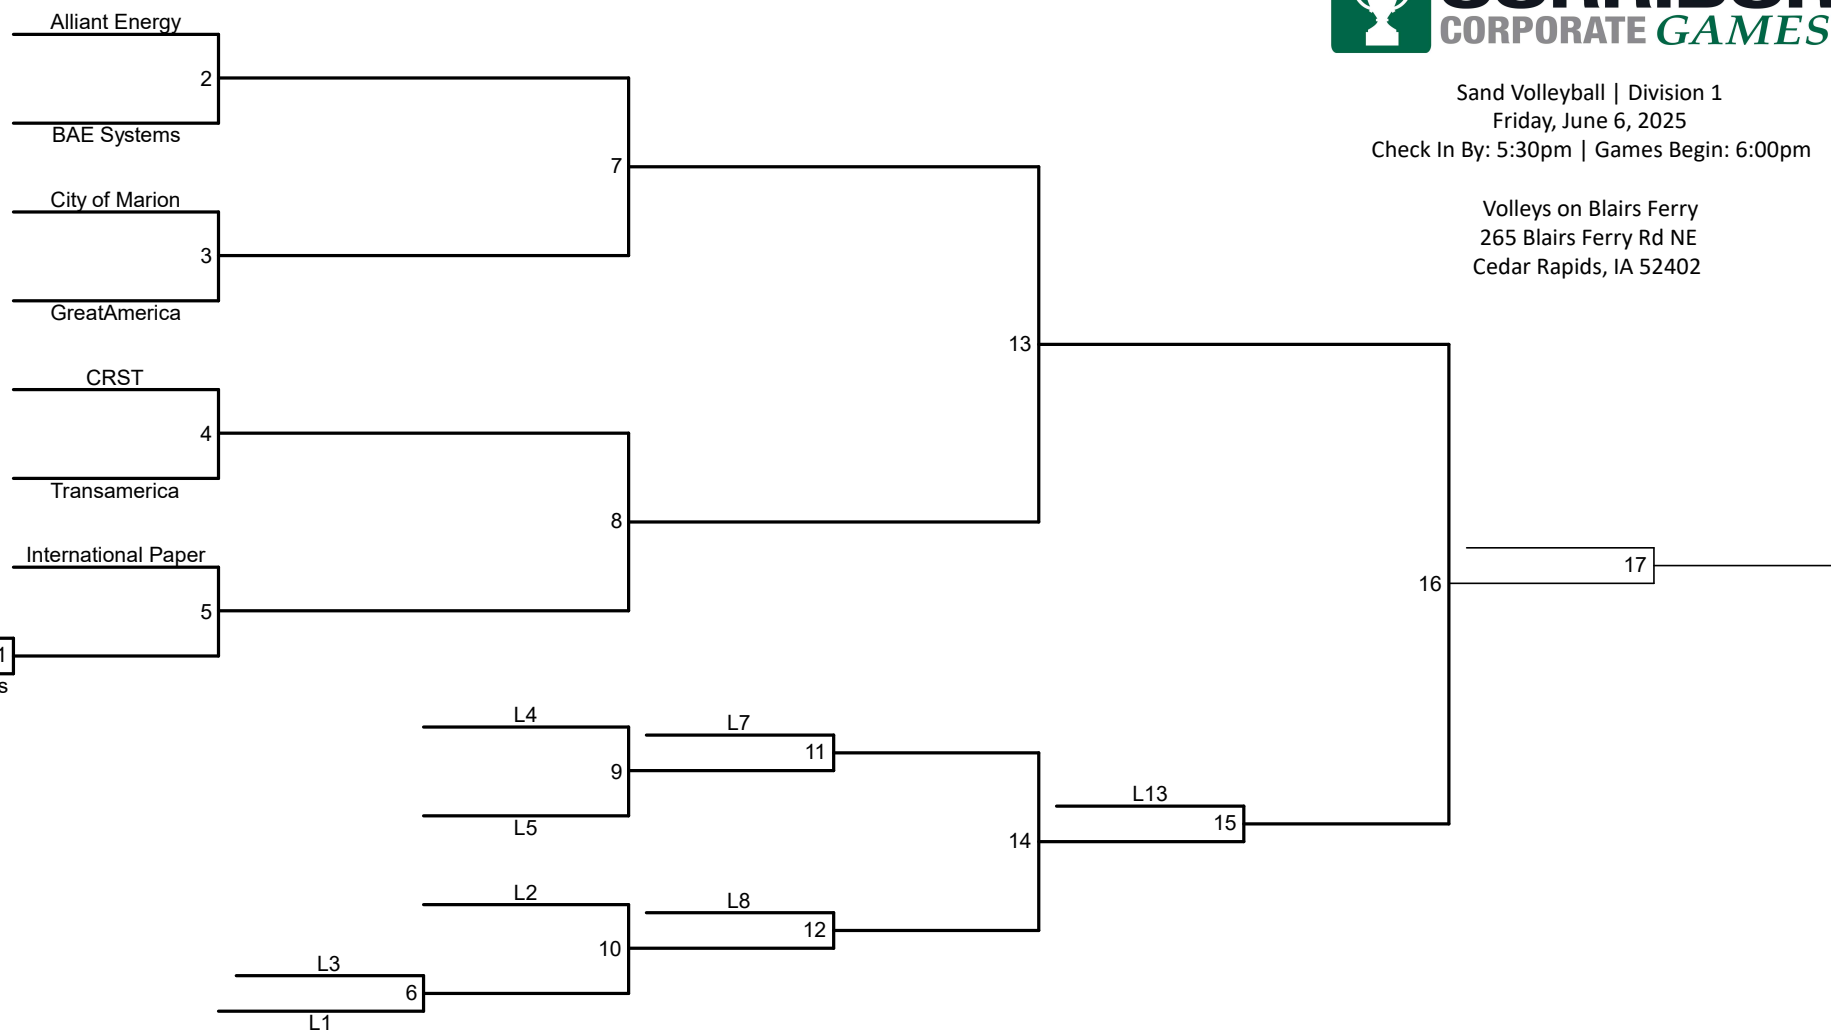 Alliant Energy
2
BAE Systems
7
City of Marion
3
GreatAmerica
13
CRST
4
Transamerica
8
International Paper
5
1
s
16
17
L4
9
L5
L7
11
14
L13
15
L2
10
L8
12
L3
6
L1
CORPORATE GAMES
Sand Volleyball | Division 1
Friday, June 6, 2025
Check In By: 5:30pm | Games Begin: 6:00pm
Volleys on Blairs Ferry
265 Blairs Ferry Rd NE
Cedar Rapids, IA 52402